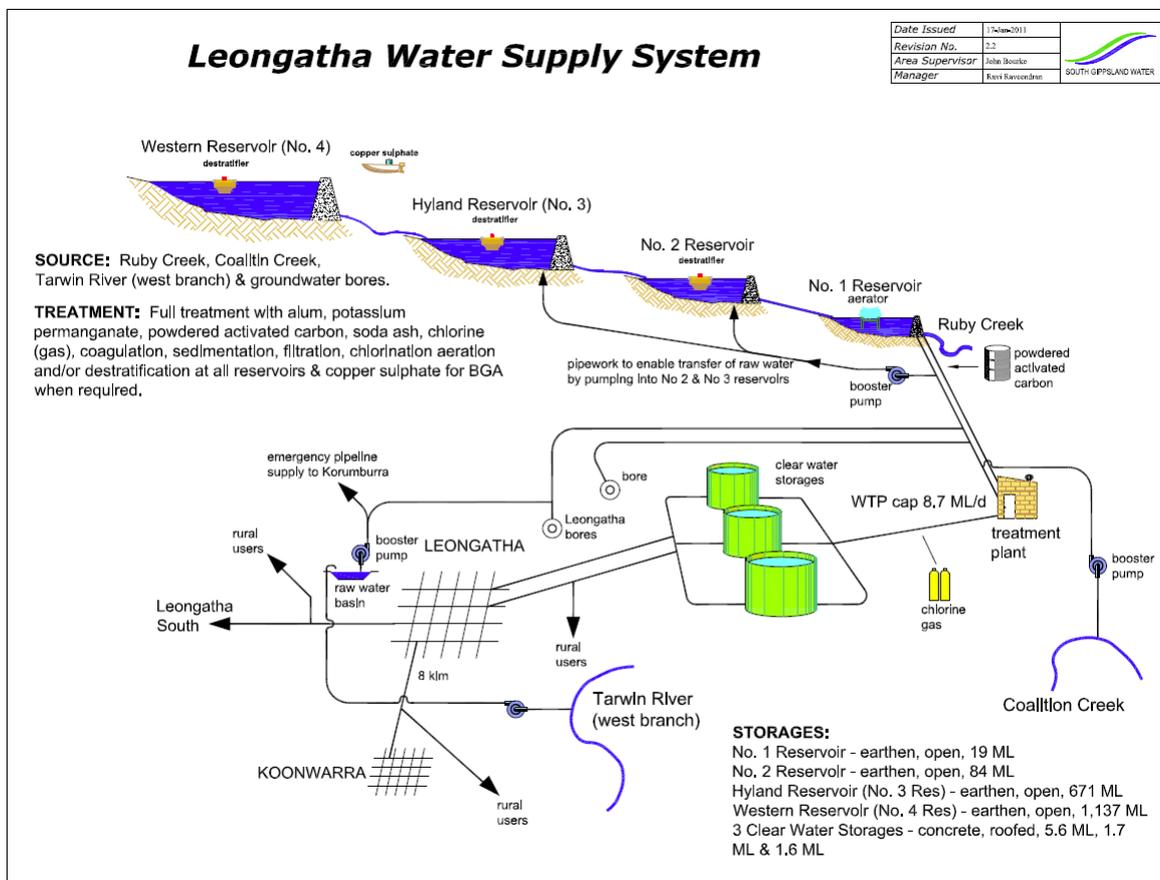 Leongatha Water Supply System
Date Issued 17-Jan-2011
Revision No. 2.2
Area Supervisor John Bourke
Manager Ravi Raveendran
SOUTH GIPPSLAND WATER
Western Reservoir (No. 4)
destratifier
copper sulphate
Hyland Reservoir (No. 3)
destratifier
No. 2 Reservoir
destratifier
No. 1 Reservoir
aerator
Ruby Creek
SOURCE: Ruby Creek, Coalition Creek,
Tarwin River (west branch) & groundwater bores.
TREATMENT: Full treatment with alum, potassium
permanganate, powdered activated carbon, soda ash, chlorine
(gas), coagulation, sedimentation, filtration, chlorination aeration
and/or destratification at all reservoirs & copper sulphate for BGA
when required.
pipework to enable transfer of raw water
by pumping into No 2 & No 3 reservoirs
booster
pump
powdered
activated
carbon
emergency pipeline
supply to Korumburra
bore
clear water
storages
WTP cap 8.7 ML/d
treatment
plant
Leongatha
bores
rural
users
booster
pump
LEONGATHA
raw water
basin
booster
pump
Leongatha
South
chlorine
gas
rural
users
8 klm
Tarwin River
(west branch)
Coalition Creek
KOONWARRA
rural
users
STORAGES:
No. 1 Reservoir - earthen, open, 19 ML
No. 2 Reservoir - earthen, open, 84 ML
Hyland Reservoir (No. 3 Res) - earthen, open, 671 ML
Western Reservoir (No. 4 Res) - earthen, open, 1,137 ML
3 Clear Water Storages - concrete, roofed, 5.6 ML, 1.7
ML & 1.6 ML